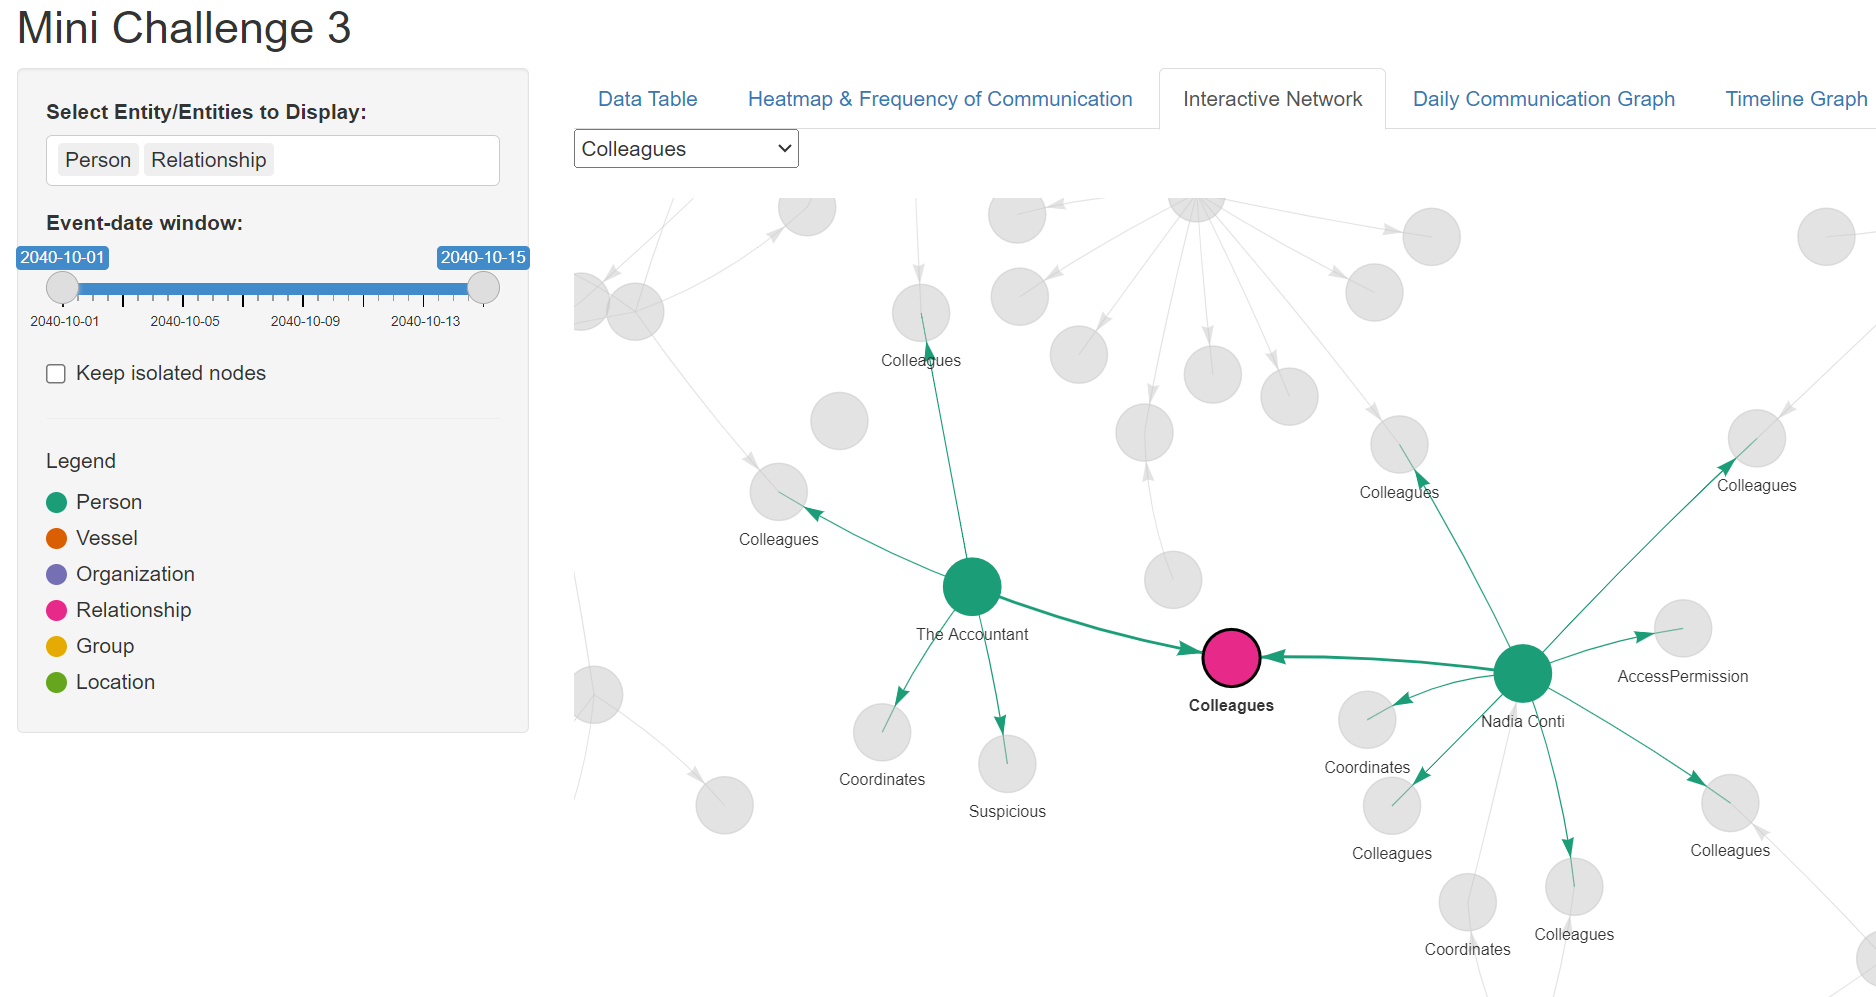 Mini Challenge 3
Select Entity/Entities to Display:
Person Relationship
Event-date window:
2040-10-01 2040-10-15
2040-10-01 2040-10-05 2040-10-09 2040-10-13
Keep isolated nodes
Legend
Person
Vessel
Organization
Relationship
Group
Location
Data Table Heatmap & Frequency of Communication Interactive Network Daily Communication Graph Timeline Graph
Colleagues
Colleagues
Colleagues
Colleagues
Colleagues
The Accountant
AccessPermission
Colleagues
Nadia Conti
Coordinates
Coordinates
Suspicious
Colleagues
Colleagues
Colleagues
Coordinates